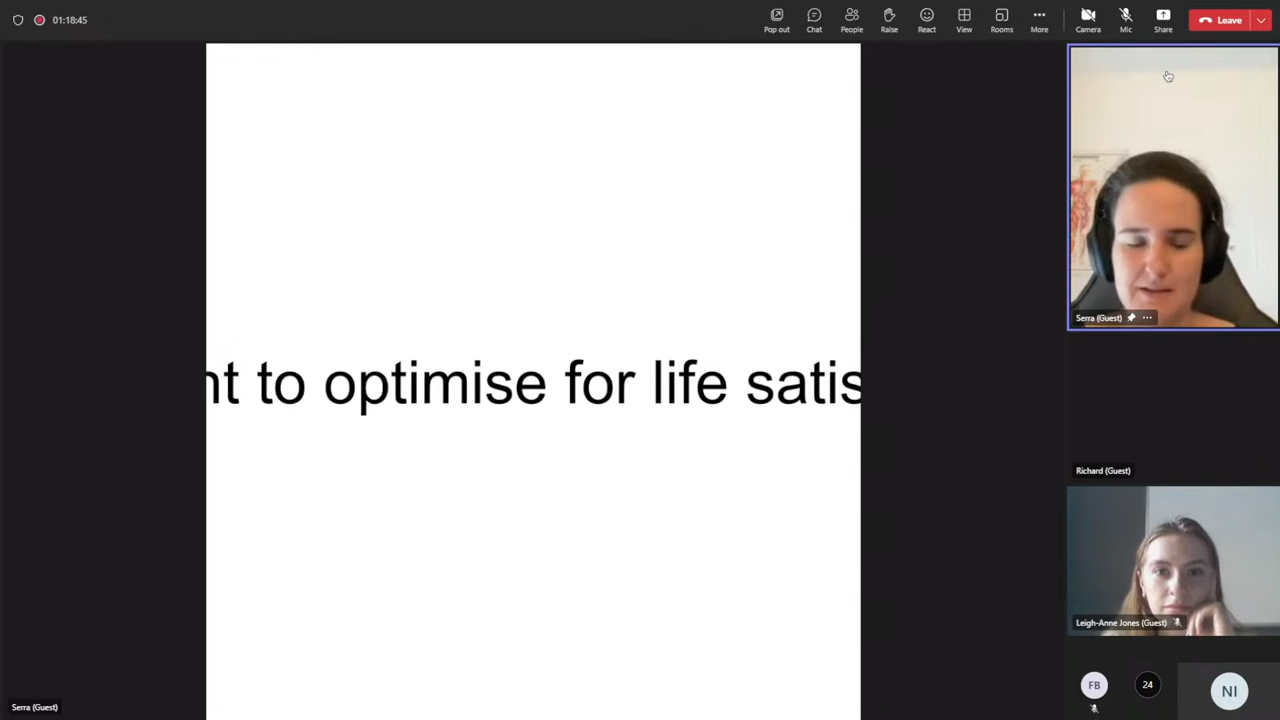 01:18:45
Pop out
Chat
People
Raise
React
View
Rooms
More
Camera
Mic
Share
Leave
nt to optimise for life satis
Serra (Guest)
Richard (Guest)
Leigh-Anne Jones (Guest)
FB
24
NI
Serra (Guest)